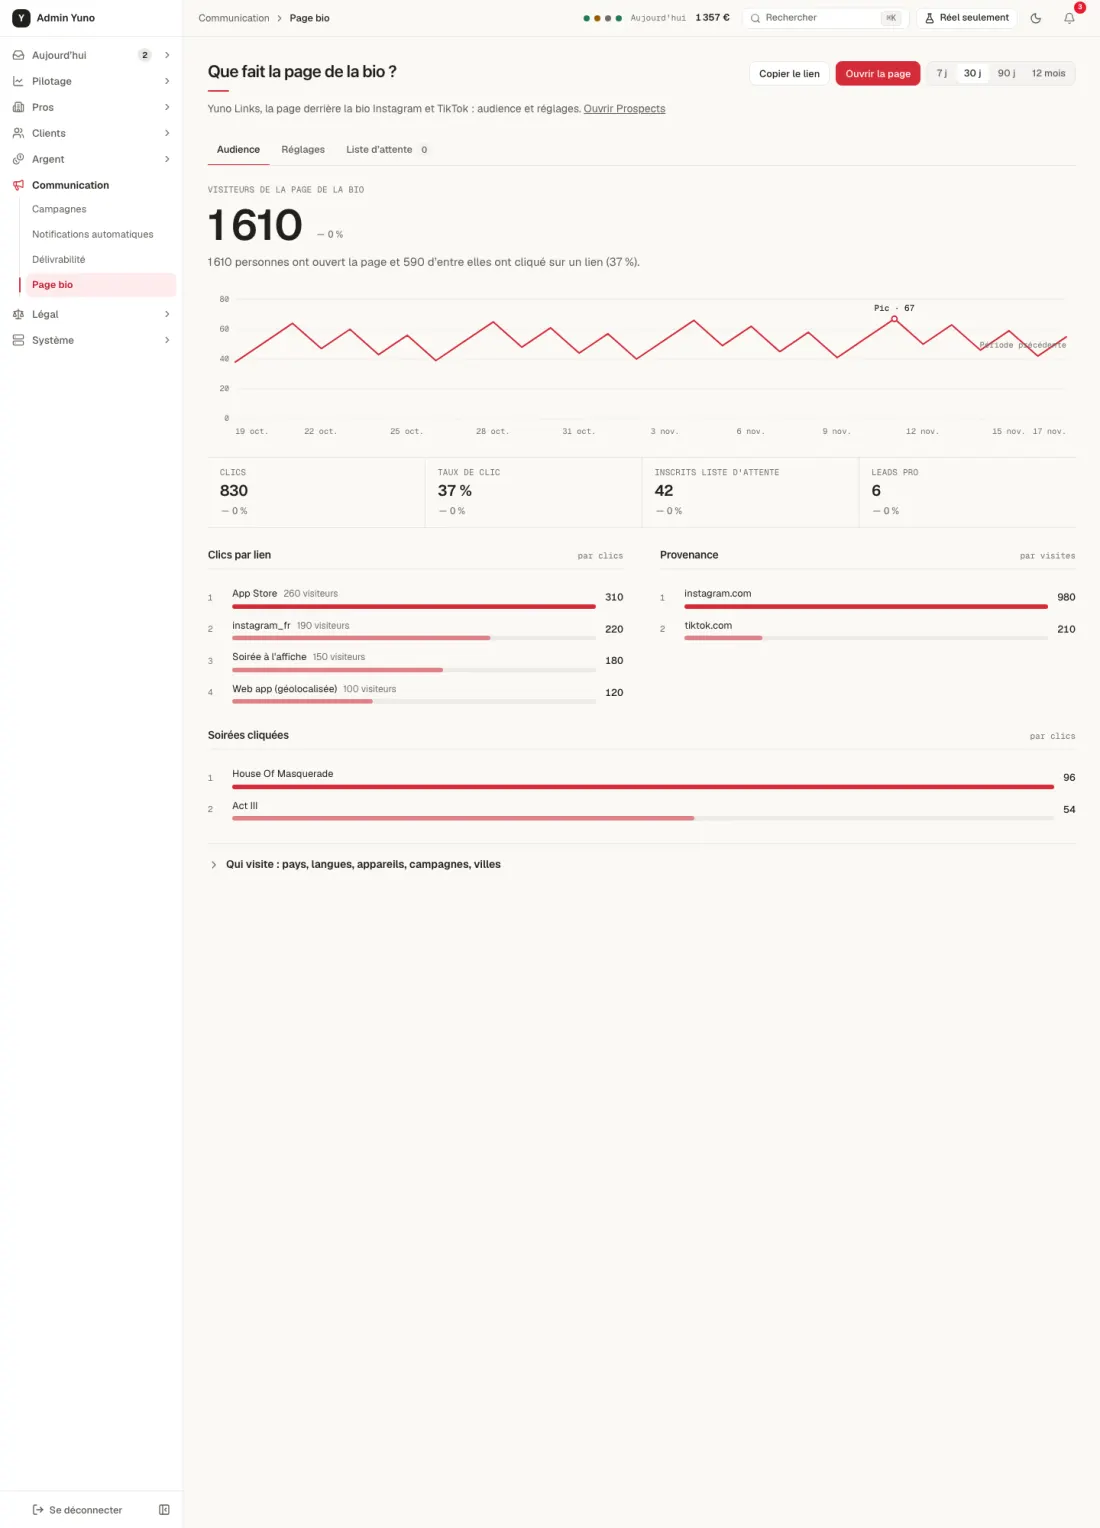 Y Admin Yuno
Communication > Page bio
Aujourd'hui 1 357 €
Rechercher ⌘K
Réel seulement
3
Aujourd'hui 2
Pilotage
Pros
Clients
Argent
Communication
Campagnes
Notifications automatiques
Délivrabilité
Page bio
Légal
Système
Que fait la page de la bio ?
Copier le lien
Ouvrir la page
7 j 30 j 90 j 12 mois
Yuno Links, la page derrière la bio Instagram et TikTok : audience et réglages. Ouvrir Prospects
Audience Réglages Liste d'attente 0
VISITEURS DE LA PAGE DE LA BIO
1 610 — 0 %
1 610 personnes ont ouvert la page et 590 d'entre elles ont cliqué sur un lien (37 %).
80
60
40
20
0
Pic · 67
Période précédente
19 oct. 22 oct. 25 oct. 28 oct. 31 oct. 3 nov. 6 nov. 9 nov. 12 nov. 15 nov. 17 nov.
CLICS
830
— 0 %
TAUX DE CLIC
37 %
— 0 %
INSCRITS LISTE D'ATTENTE
42
— 0 %
LEADS PRO
6
— 0 %
Clics par lien par clics
1 App Store 260 visiteurs 310
2 instagram_fr 190 visiteurs 220
3 Soirée à l'affiche 150 visiteurs 180
4 Web app (géolocalisée) 100 visiteurs 120
Provenance par visites
1 instagram.com 980
2 tiktok.com 210
Soirées cliquées par clics
1 House Of Masquerade 96
2 Act III 54
Qui visite : pays, langues, appareils, campagnes, villes
Se déconnecter